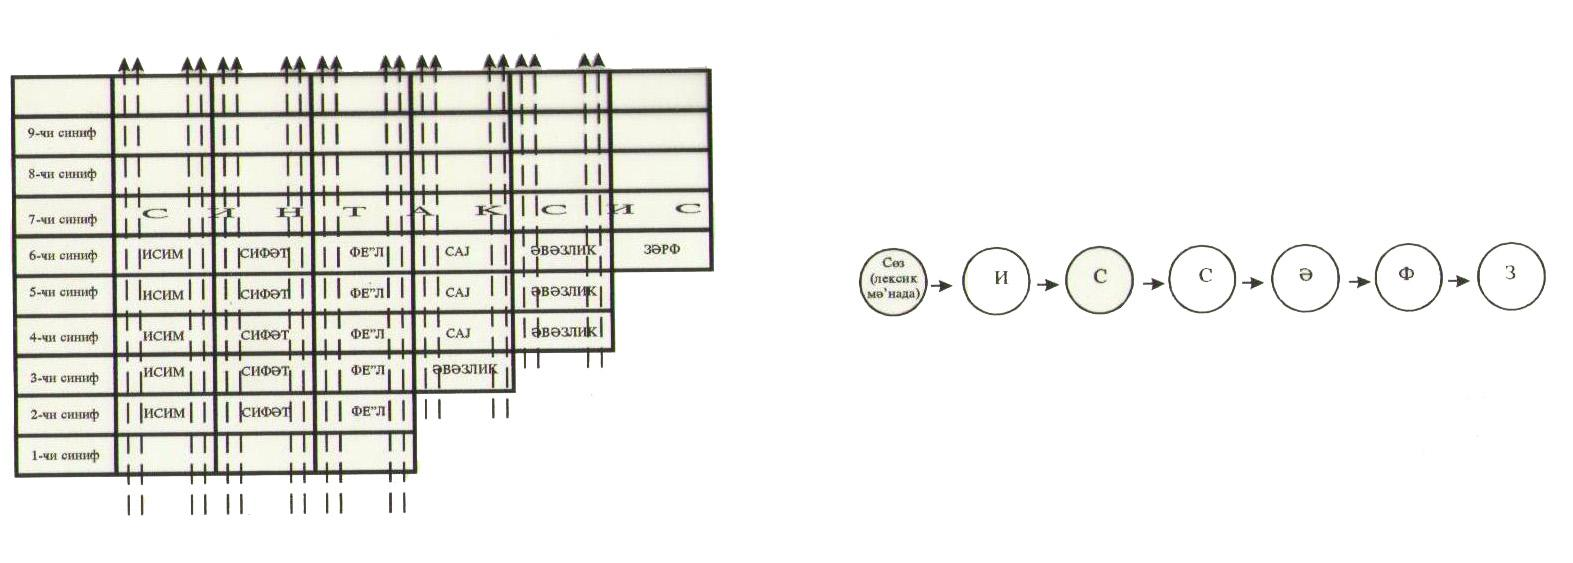 9-чи синиф
8-чи синиф
7-чи синиф С И Н Т А К С И С
6-чи синиф ИСИМ СИФӘТ ФЕ"Л САЈ ӘВӘЗЛИК ЗӘРФ
5-чи синиф ИСИМ СИФӘТ ФЕ"Л САЈ ӘВӘЗЛИК
4-чи синиф ИСИМ СИФӘТ ФЕ"Л САЈ ӘВӘЗЛИК
3-чи синиф ИСИМ СИФӘТ ФЕ"Л ӘВӘЗЛИК
2-чи синиф ИСИМ СИФӘТ ФЕ"Л
1-чи синиф
Сөз
(лексик
мә'нада)
И
С
С
Ә
Ф
З